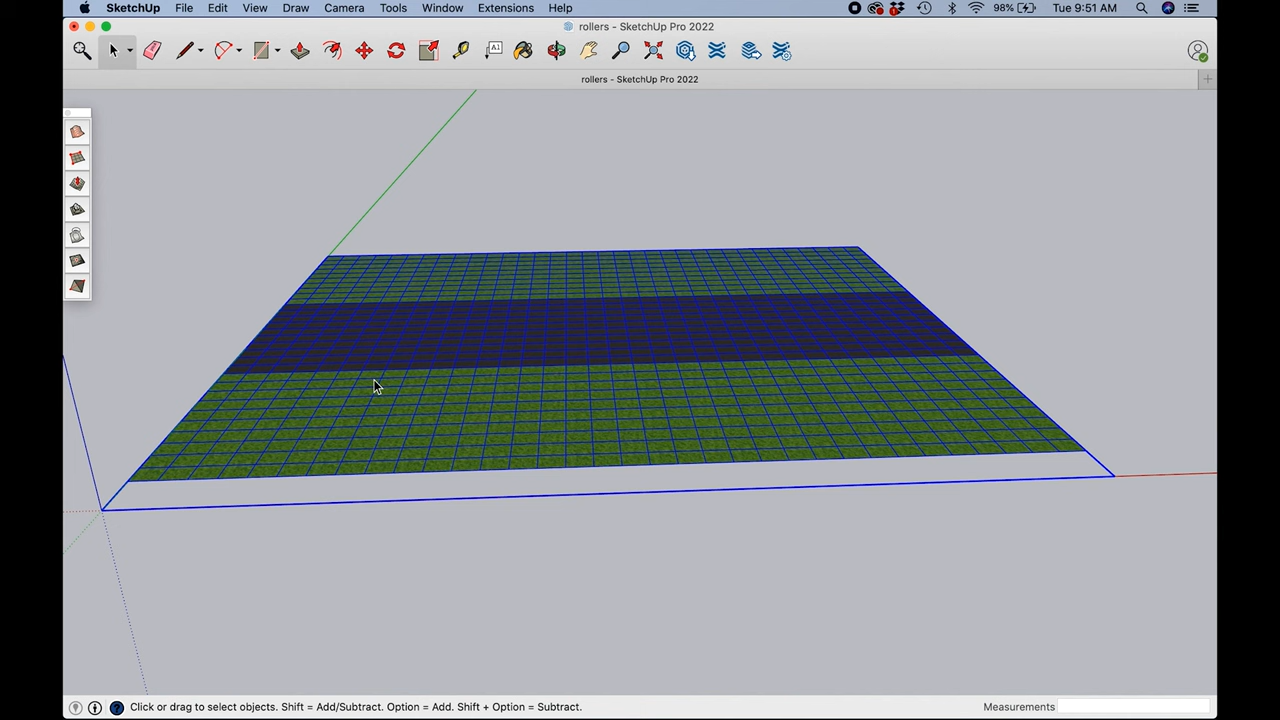 SketchUp File Edit View Draw Camera Tools Window Extensions Help 98% Tue 9:51 AM
rollers - SketchUp Pro 2022
A1
rollers - SketchUp Pro 2022
Click or drag to select objects. Shift = Add/Subtract. Option = Add. Shift + Option = Subtract. Measurements